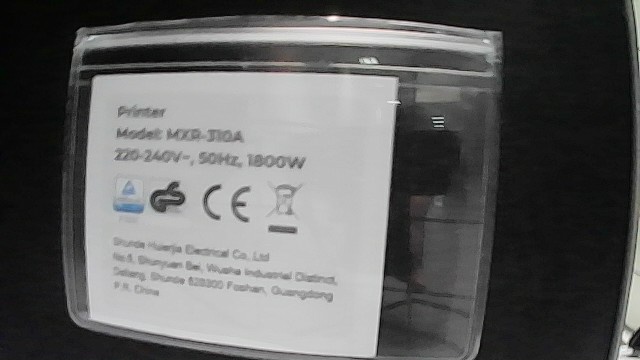 Printer
Model: MXR-310A
220-240V~, 50Hz, 1800W
CE
Shunde Huanjia Electrical Co., Ltd
No.8, Shunyuan Bei, Wusha Industrial District,
Daliang, Shunde 528300 Foshan, Guangdong
P.R. China